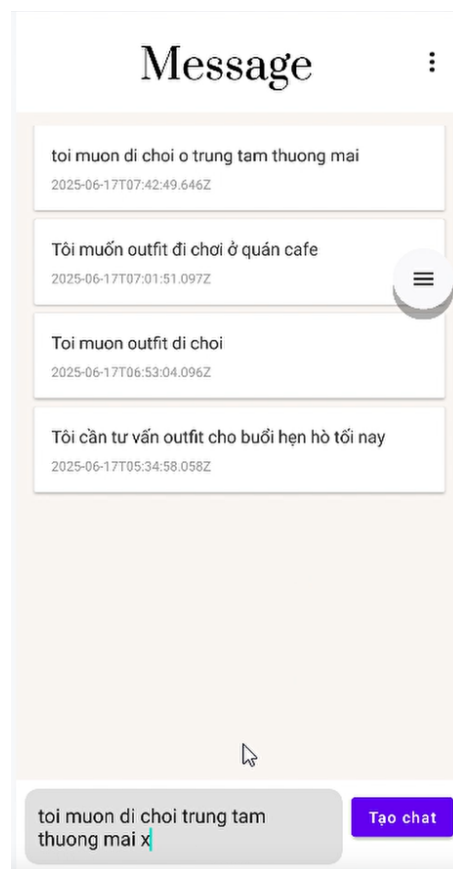 Message
toi muon di choi o trung tam thuong mai
2025-06-17T07:42:49.646Z
Tôi muốn outfit đi chơi ở quán cafe
2025-06-17T07:01:51.097Z
Toi muon outfit di choi
2025-06-17T06:53:04.096Z
Tôi cần tư vấn outfit cho buổi hẹn hò tối nay
2025-06-17T05:34:58.058Z
toi muon di choi trung tam
thuong mai x
Tạo chat